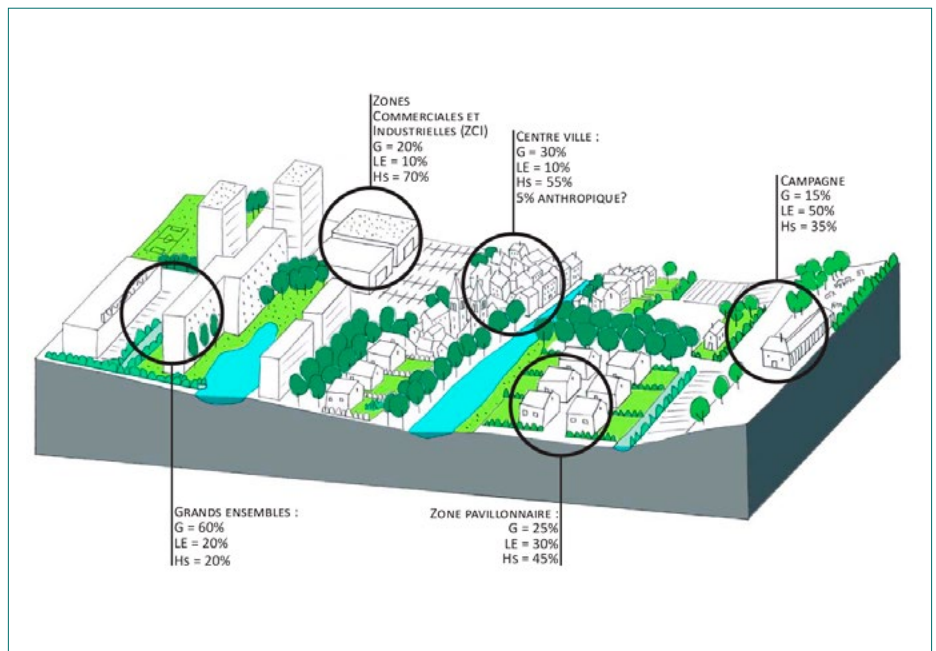 ZONES
COMMERCIALES ET
INDUSTRIELLES (ZCI)
G = 20%
LE = 10%
HS = 70%
CENTRE VILLE :
G = 30%
LE = 10%
HS = 55%
5% ANTHROPIQUE?
CAMPAGNE
G = 15%
LE = 50%
HS = 35%
GRANDS ENSEMBLES :
G = 60%
LE = 20%
HS = 20%
ZONE PAVILLONNAIRE :
G = 25%
LE = 30%
HS = 45%